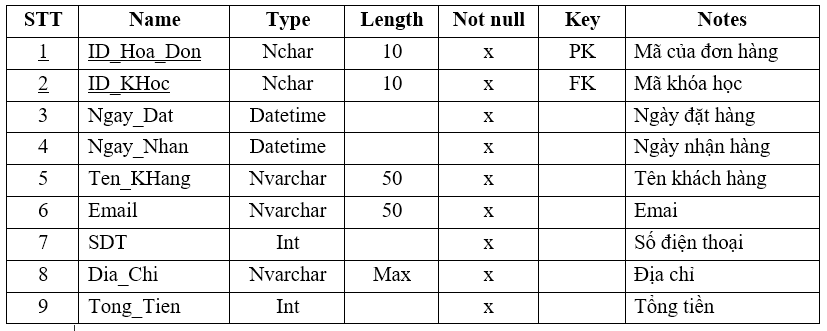 STT Name Type Length Not null Key Notes
1 ID_Hoa_Don Nchar 10 x PK Mã của đơn hàng
2 ID_KHoc Nchar 10 x FK Mã khóa học
3 Ngay_Dat Datetime x Ngày đặt hàng
4 Ngay_Nhan Datetime x Ngày nhận hàng
5 Ten_KHang Nvarchar 50 x Tên khách hàng
6 Email Nvarchar 50 x Emai
7 SDT Int x Số điện thoại
8 Dia_Chi Nvarchar Max x Địa chỉ
9 Tong_Tien Int x Tổng tiền